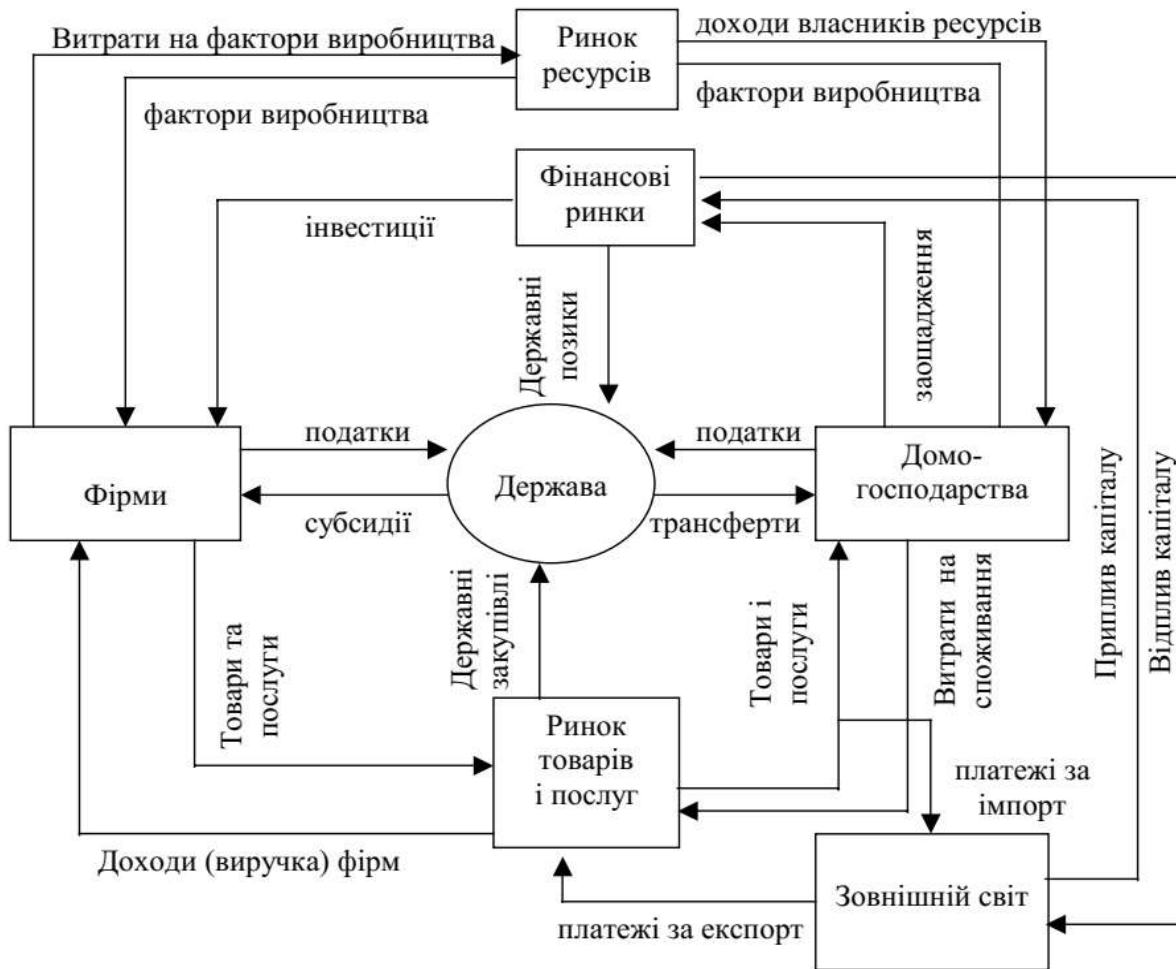 Витрати на фактори виробництва
Ринок
ресурсів
доходи власників ресурсів
фактори виробництва
фактори виробництва
Фінансові
ринки
інвестиції
Державні
позики
заощадження
Приплив капіталу
Відплив капіталу
Фірми
податки
субсидії
Держава
податки
трансферти
Домо-
господарства
Товари та
послуги
Державні
закупівлі
Товари і
послуги
Витрати на
споживання
Ринок
товарів
і послуг
платежі за
імпорт
Доходи (виручка) фірм
платежі за експорт
Зовнішній світ